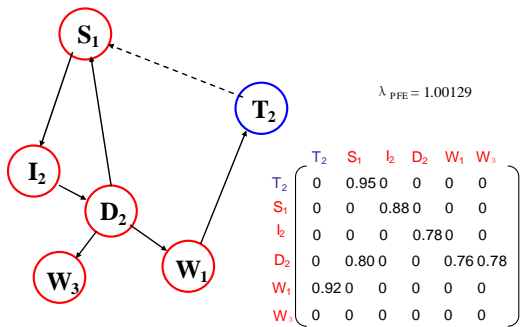 S1
T2
I2
D2
W3
W1
λ PFE = 1.00129
T2 S1 I2 D2 W1 W3
T2 0 0.95 0 0 0 0
S1 0 0 0.88 0 0 0
I2 0 0 0 0.78 0 0
D2 0 0.80 0 0 0.76 0.78
W1 0.92 0 0 0 0 0
W3 0 0 0 0 0 0